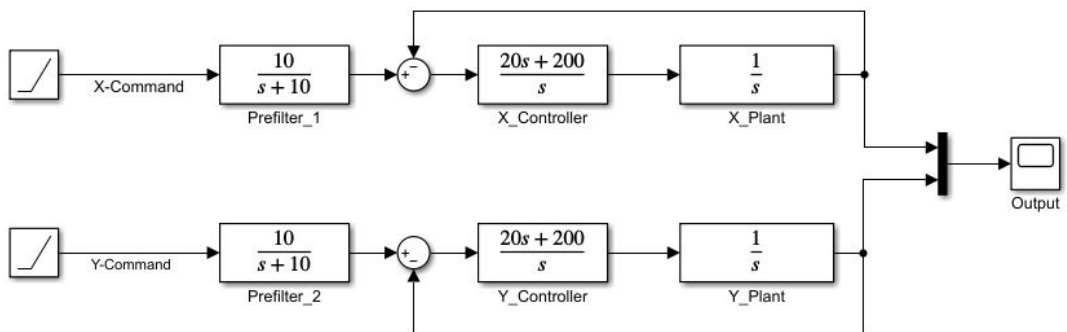 10
s + 10
Prefilter_1
X-Command
+
−
20s + 200
s
X_Controller
1
s
X_Plant
Output
10
s + 10
Prefilter_2
Y-Command
+
−
20s + 200
s
Y_Controller
1
s
Y_Plant